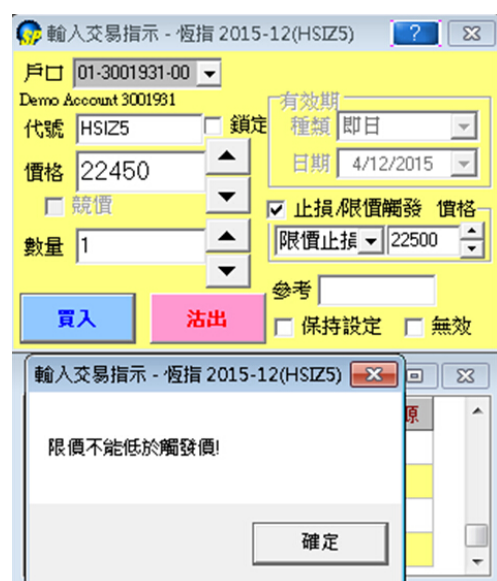 輸入交易指示 - 恆指 2015-12(HSIZ5)
戶口 01-3001931-00
Demo Account 3001931
代號 HSIZ5 鎖定
價格 22450
競價
數量 1
有效期
種類 即日
日期 4/12/2015
止損/限價觸發 價格
限價止損 22500
參考
買入 沽出 保持設定 無效
輸入交易指示 - 恆指 2015-12(HSIZ5)
限價不能低於觸發價!
確定